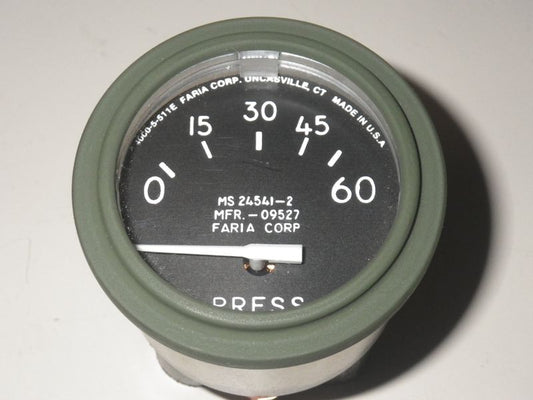 FARIA CORP. UNCASVILLE, CT MADE IN U.S.A
0 15 30 45 60
MS 24541-2
MFR.-09527
FARIA CORP
PRESS